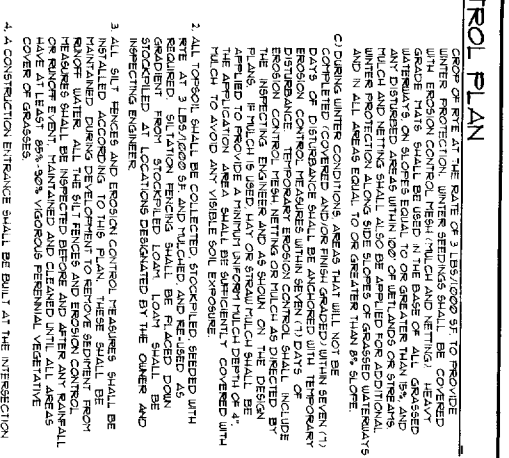 TROL PLAN
CROP OF RYE AT THE RATE OF 3 LBS./1000 S.F. TO PROVIDE
WINTER PROTECTION. WINTER SEEDINGS SHALL BE COVERED
WITH EROSION CONTROL MESH (MULCH AND NETTING). HEAVY
GRADE MATS SHALL BE USED IN THE BASE OF ALL GRASSED
WATERWAYS ON SLOPES EQUAL TO OR GREATER THAN 15%, AND
ANY DISTURBED AREAS WITHIN 100' OF WETLANDS OR STREAMS.
MULCH AND NETTING SHALL ALSO BE APPLIED FOR ADDITIONAL
WINTER PROTECTION ALONG SIDE SLOPES OF GRASSED WATERWAYS
AND IN ALL AREAS EQUAL TO OR GREATER THAN 8% SLOPE.
C) DURING WINTER CONDITIONS, AREAS THAT WILL NOT BE
COMPLETED (COVERED AND/OR FINISH GRADED) WITHIN SEVEN (7)
DAYS OF DISTURBANCE SHALL BE ANCHORED WITH TEMPORARY
EROSION CONTROL MEASURES WITHIN SEVEN (7) DAYS OF
DISTURBANCE. TEMPORARY EROSION CONTROL SHALL INCLUDE
EROSION CONTROL MESH, NETTING OR MULCH AS DIRECTED BY
THE INSPECTING ENGINEER AND AS SHOWN ON THE DESIGN
PLANS. IF MULCH IS USED, HAY OR STRAW MULCH SHALL BE
APPLIED TO PROVIDE A MINIMUM UNIFORM MULCH DEPTH OF 4".
THE APPLICATION AREA SHALL BE SUFFICIENTLY COVERED WITH
MULCH TO AVOID ANY VISIBLE SOIL EXPOSURE.
2. ALL TOPSOIL SHALL BE COLLECTED, STOCKPILED, SEEDED WITH
RYE AT 3 LBS./1,000 S.F. AND MULCHED, AND RE-USED AS
REQUIRED. SILTATION FENCING SHALL BE PLACED DOWN
GRADIENT FROM STOCKPILED LOAM. LOAM SHALL BE
STOCKPILED AT LOCATIONS DESIGNATED BY THE OWNER AND
INSPECTING ENGINEER.
3. ALL SILT FENCES AND EROSION CONTROL MEASURES SHALL BE
INSTALLED ACCORDING TO THIS PLAN. THESE SHALL BE
MAINTAINED DURING DEVELOPMENT TO REMOVE SEDIMENT FROM
RUNOFF WATER. ALL THE SILT FENCES AND EROSION CONTROL
MEASURES SHALL BE INSPECTED BEFORE AND AFTER ANY RAINFALL
OR RUNOFF EVENT, MAINTAINED AND CLEANED UNTIL ALL AREAS
HAVE AT LEAST 85%-90% VIGOROUS PERENNIAL VEGETATIVE
COVER OF GRASSES.
4. A CONSTRUCTION ENTRANCE SHALL BE BUILT AT THE INTERSECTION